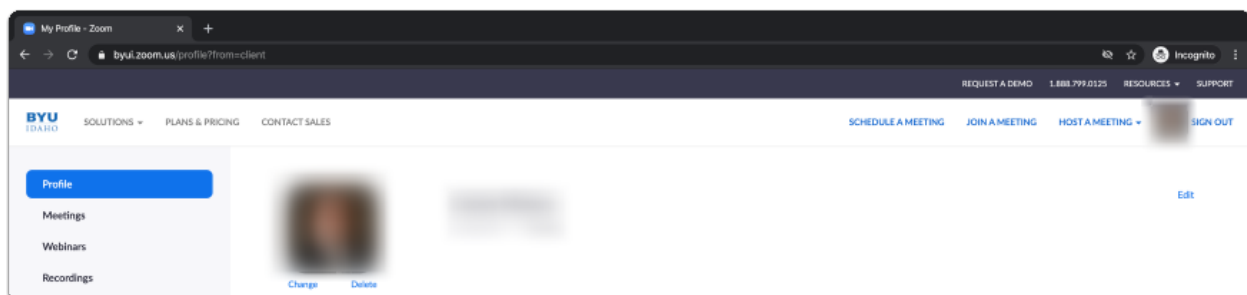 My Profile - Zoom
byui.zoom.us/profile?from=client
Incognito
REQUEST A DEMO 1.888.799.0125 RESOURCES SUPPORT
BYU
IDAHO
SOLUTIONS PLANS & PRICING CONTACT SALES SCHEDULE A MEETING JOIN A MEETING HOST A MEETING SIGN OUT
Profile
Edit
Meetings
Webinars
Recordings
Change Delete